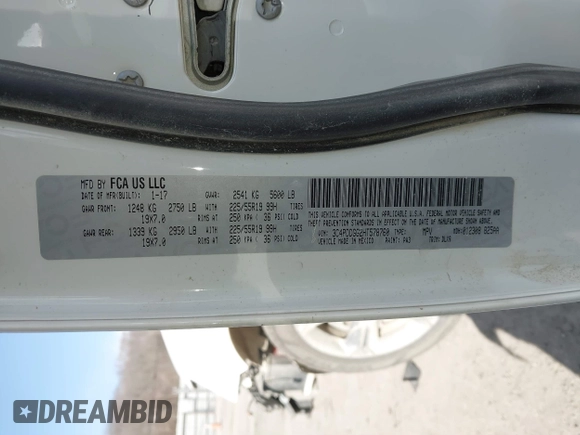 MFD BY FCA US LLC
DATE OF MFR(BUILT): 1-17 GVWR: 2541 KG 5600 LB
GAWR FRONT: 1248 KG 2750 LB WITH 225/55R19 99H TIRES
19X7.0 RIMS AT 250 KPA( 36 PSI) COLD
GAWR REAR: 1339 KG 2950 LB WITH 225/55R19 99H TIRES
19X7.0 RIMS AT 250 KPA( 36 PSI) COLD
THIS VEHICLE CONFORMS TO ALL APPLICABLE U.S.A. FEDERAL MOTOR VEHICLE SAFETY AND
THEFT PREVENTION STANDARDS IN EFFECT ON THE DATE OF MANUFACTURE SHOWN ABOVE.
VIN: TYPE: MPV MDH:
VEHICLE MADE IN MEXICO PAINT: PW3 TRIM:
DREAMBID